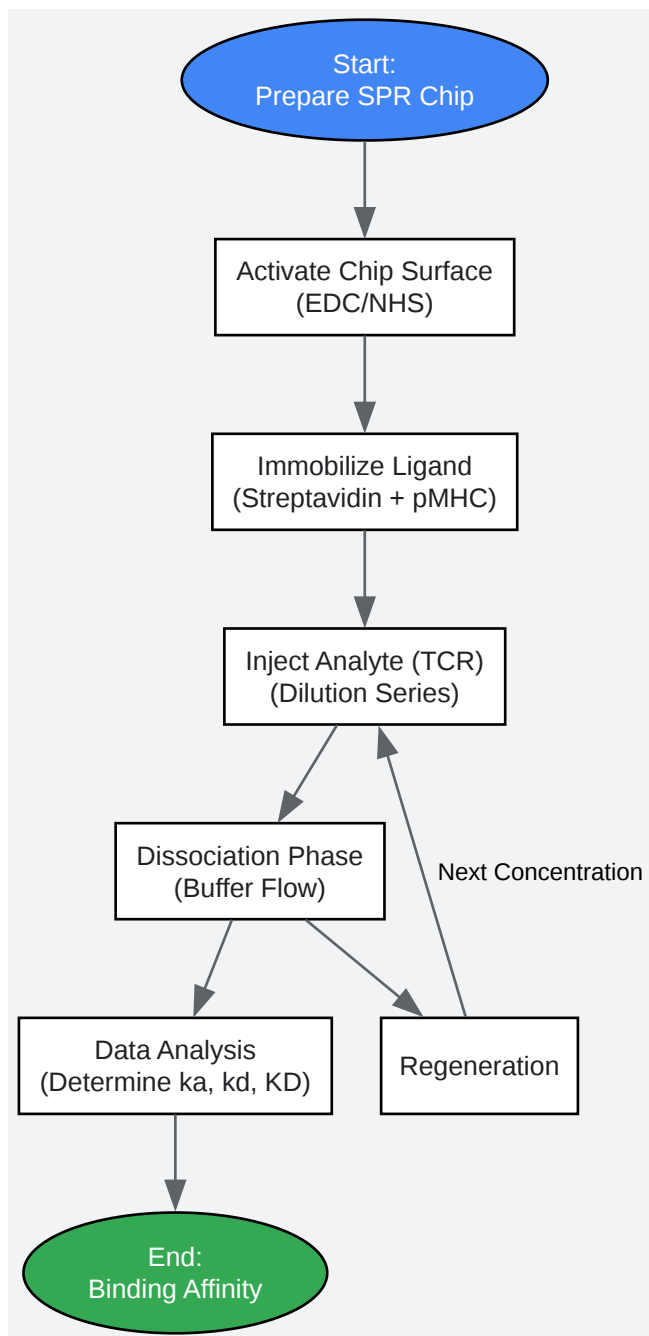 Start:
Prepare SPR Chip
Activate Chip Surface
(EDC/NHS)
Immobilize Ligand
(Streptavidin + pMHC)
Inject Analyte (TCR)
(Dilution Series)
Dissociation Phase
(Buffer Flow)
Next Concentration
Data Analysis
(Determine ka, kd, KD)
Regeneration
End:
Binding Affinity